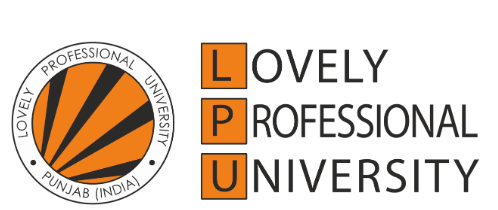 LOVELY PROFESSIONAL UNIVERSITY
• PUNJAB (INDIA) •
LOVELY
PROFESSIONAL
UNIVERSITY